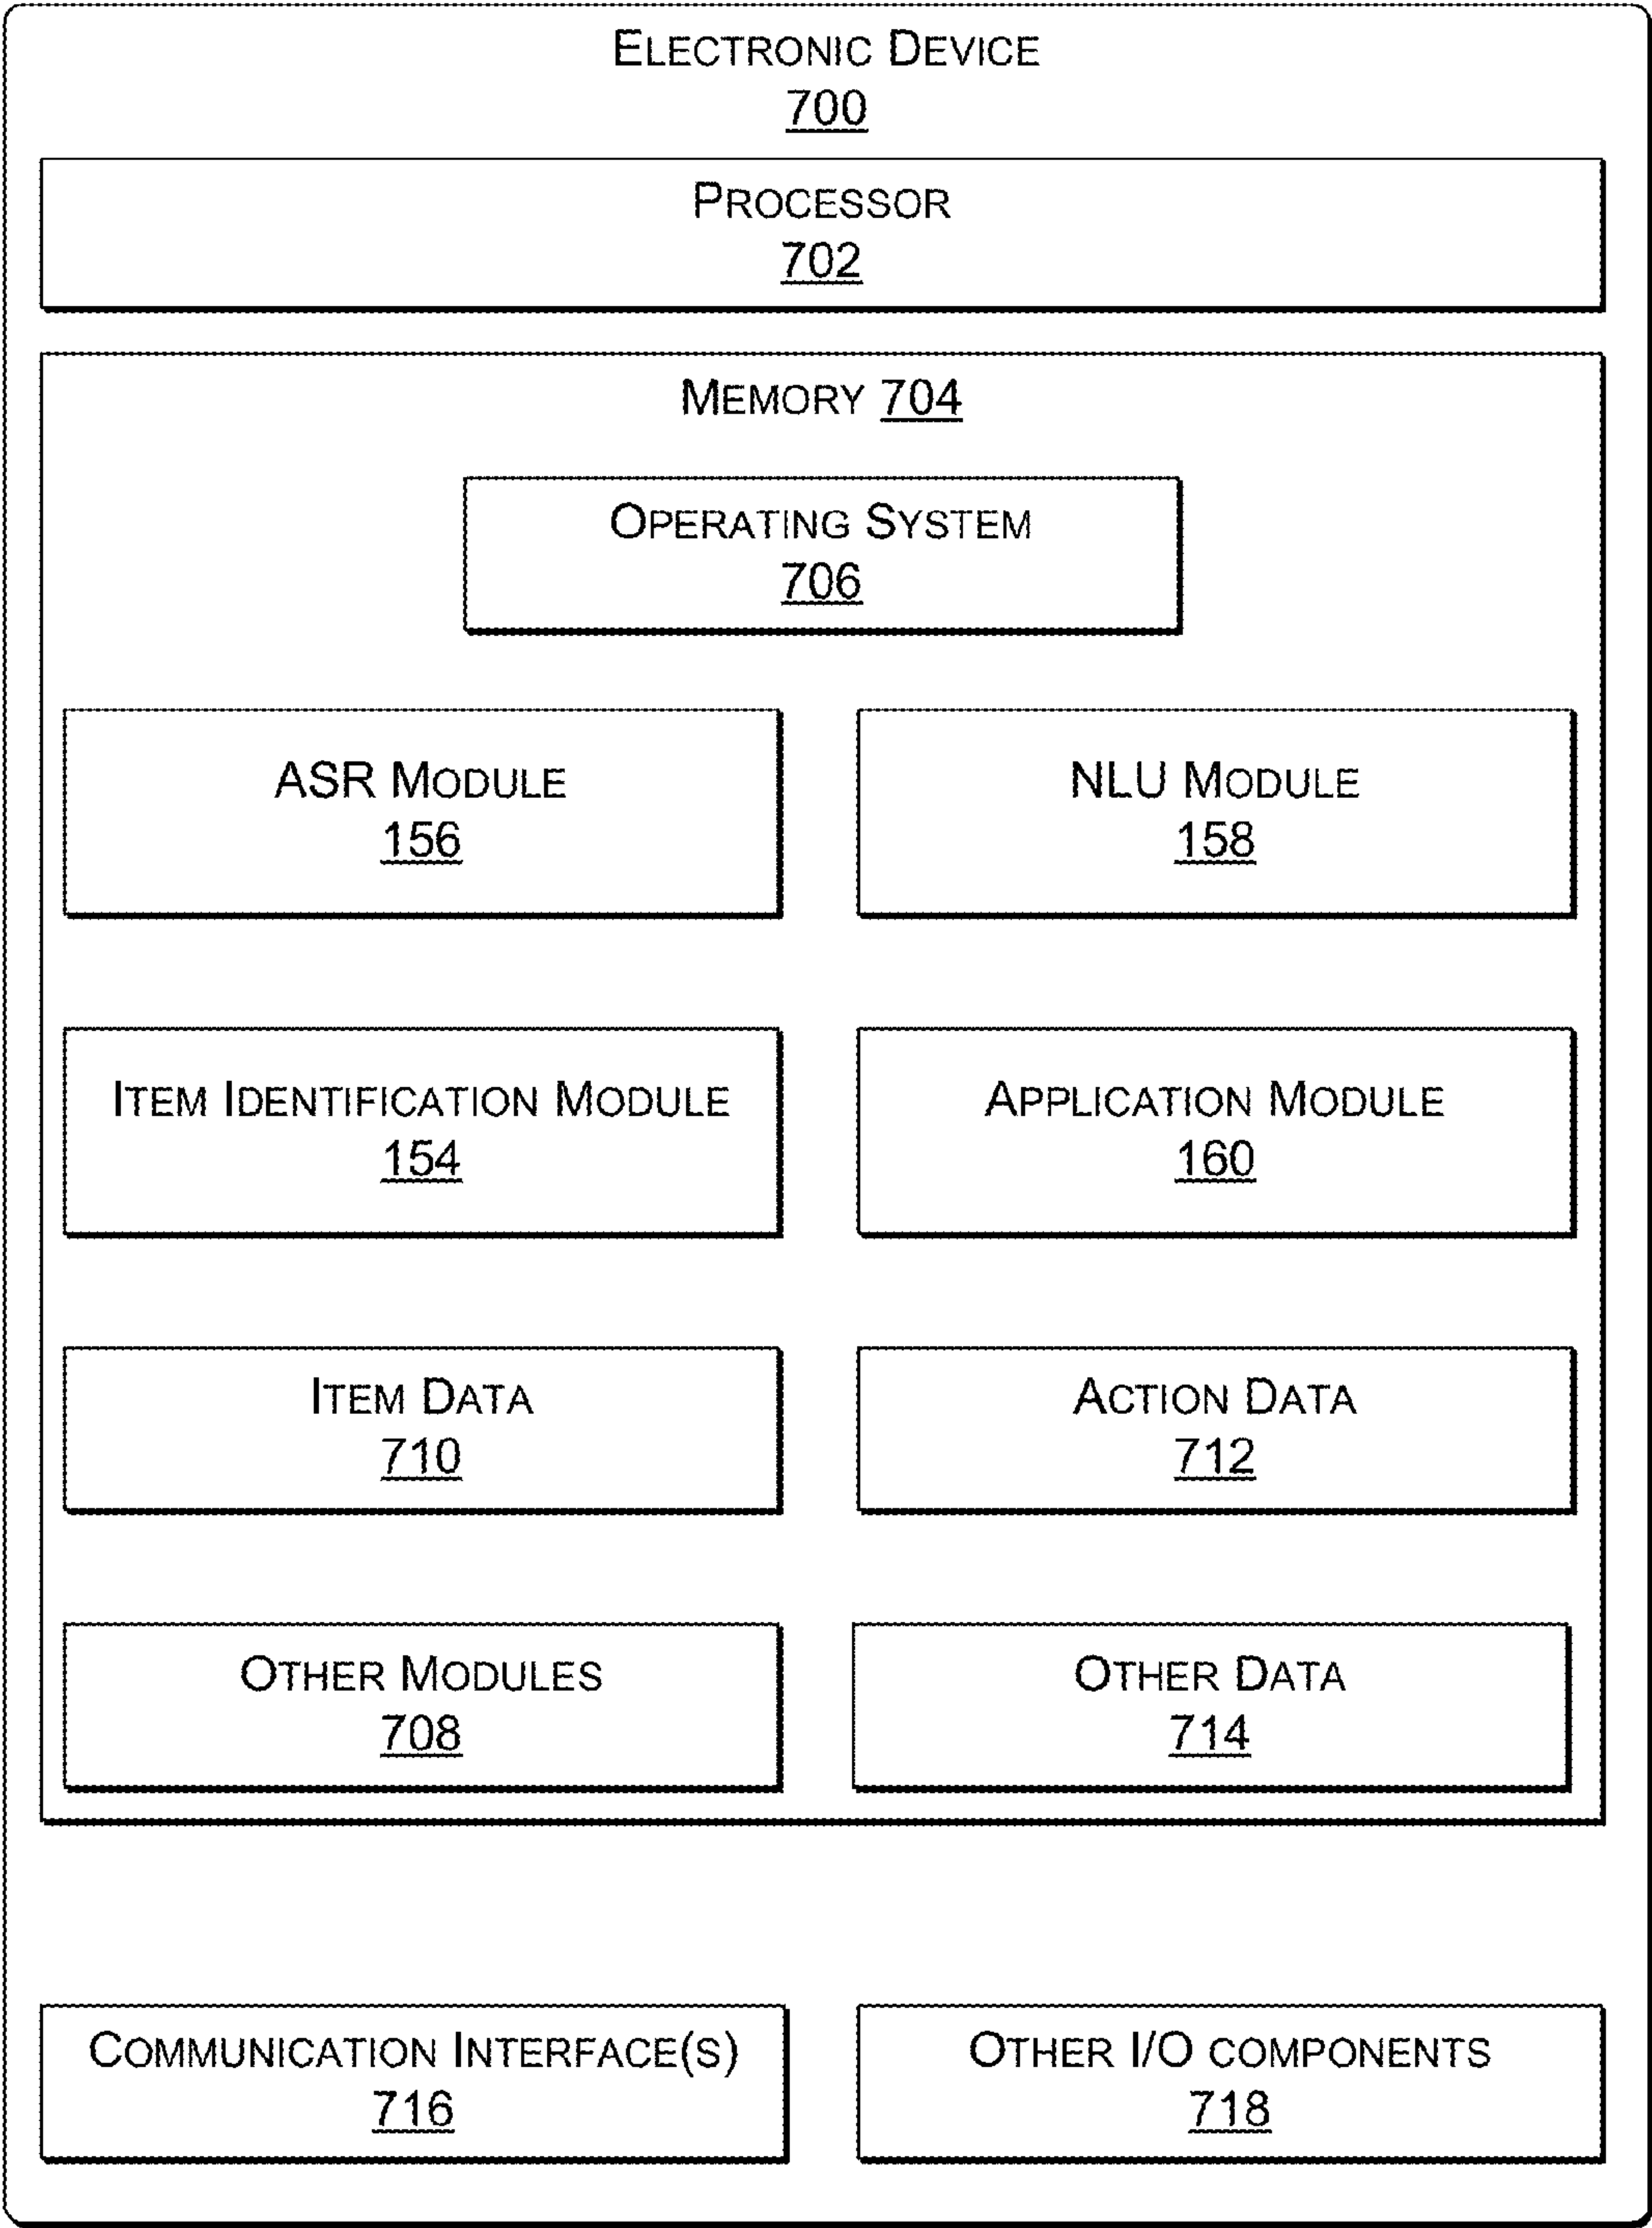 ELECTRONIC DEVICE
700
PROCESSOR
702
MEMORY 704
OPERATING SYSTEM
706
ASR MODULE
156
NLU MODULE
158
ITEM IDENTIFICATION MODULE
154
APPLICATION MODULE
160
ITEM DATA
710
ACTION DATA
712
OTHER MODULES
708
OTHER DATA
714
COMMUNICATION INTERFACE(S)
716
OTHER I/O COMPONENTS
718